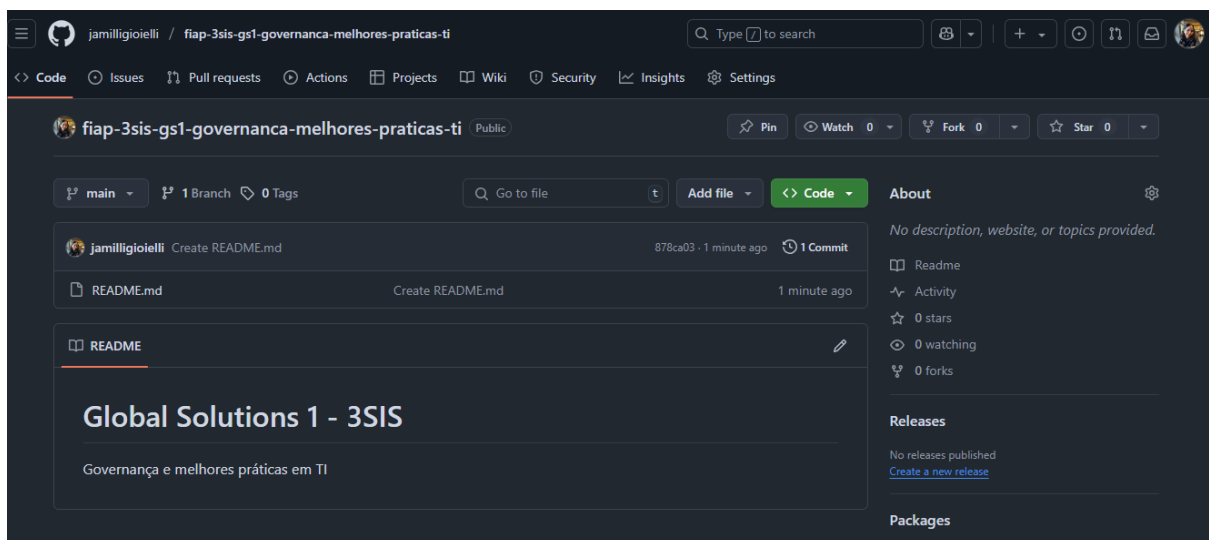 jamilligioielli / fiap-3sis-gs1-governanca-melhores-praticas-ti
Type / to search
Code Issues Pull requests Actions Projects Wiki Security Insights Settings
fiap-3sis-gs1-governanca-melhores-praticas-ti Public
Pin Watch 0 Fork 0 Star 0
main 1 Branch 0 Tags
Go to file t Add file Code
About
No description, website, or topics provided.
jamilligioielli Create README.md 878ca03 · 1 minute ago 1 Commit
README.md Create README.md 1 minute ago
Readme
Activity
0 stars
0 watching
0 forks
README
Global Solutions 1 - 3SIS
Governança e melhores práticas em TI
Releases
No releases published
Create a new release
Packages